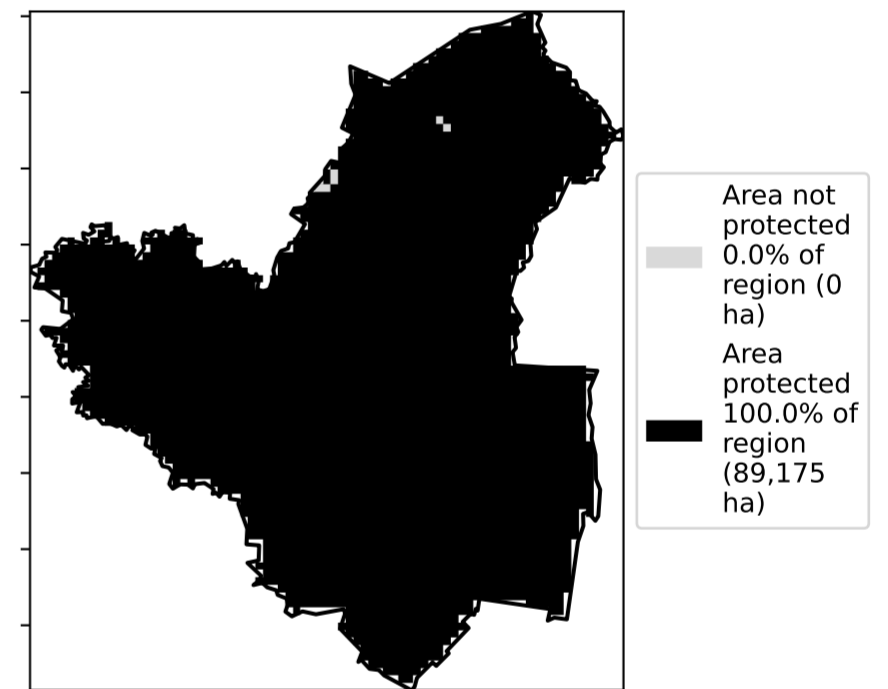 Area not
protected
0.0% of
region (0
ha)
Area
protected
100.0% of
region
(89,175
ha)